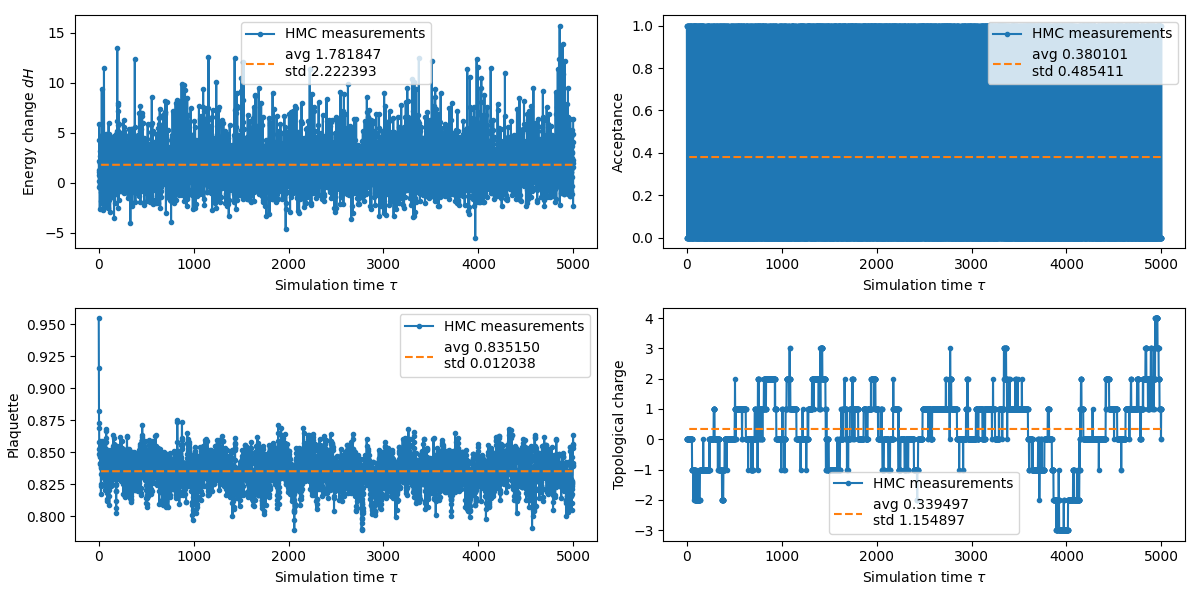 Energy change dH
15
10
5
0
−5
HMC measurements
avg 1.781847
std 2.222393
0
1000
2000
3000
4000
5000
Simulation time τ
Acceptance
1.0
0.8
0.6
0.4
0.2
0.0
HMC measurements
avg 0.380101
std 0.485411
0
1000
2000
3000
4000
5000
Simulation time τ
Plaquette
0.950
0.925
0.900
0.875
0.850
0.825
0.800
HMC measurements
avg 0.835150
std 0.012038
0
1000
2000
3000
4000
5000
Simulation time τ
Topological charge
4
3
2
1
0
−1
−2
−3
HMC measurements
avg 0.339497
std 1.154897
0
1000
2000
3000
4000
5000
Simulation time τ